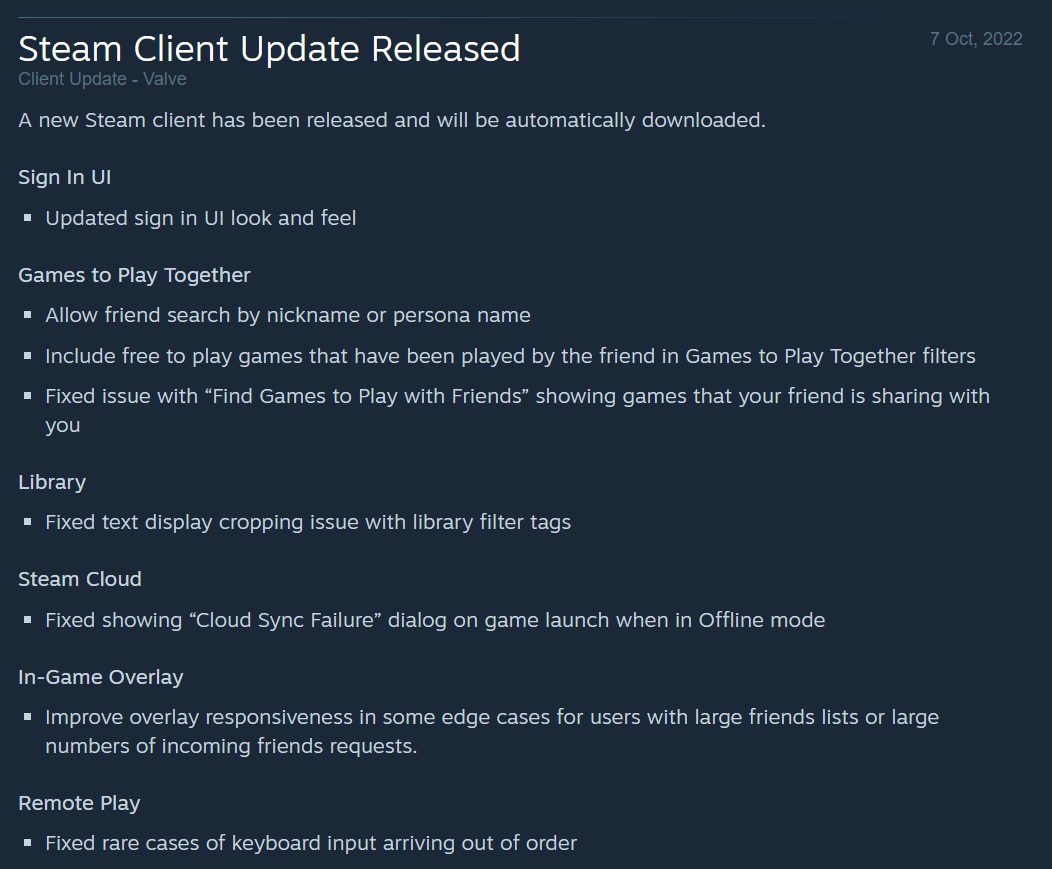 Steam Client Update Released
7 Oct, 2022
Client Update - Valve
A new Steam client has been released and will be automatically downloaded.
Sign In UI
Updated sign in UI look and feel
Games to Play Together
Allow friend search by nickname or persona name
Include free to play games that have been played by the friend in Games to Play Together filters
Fixed issue with “Find Games to Play with Friends” showing games that your friend is sharing with
you
Library
Fixed text display cropping issue with library filter tags
Steam Cloud
Fixed showing “Cloud Sync Failure” dialog on game launch when in Offline mode
In-Game Overlay
Improve overlay responsiveness in some edge cases for users with large friends lists or large
numbers of incoming friends requests.
Remote Play
Fixed rare cases of keyboard input arriving out of order